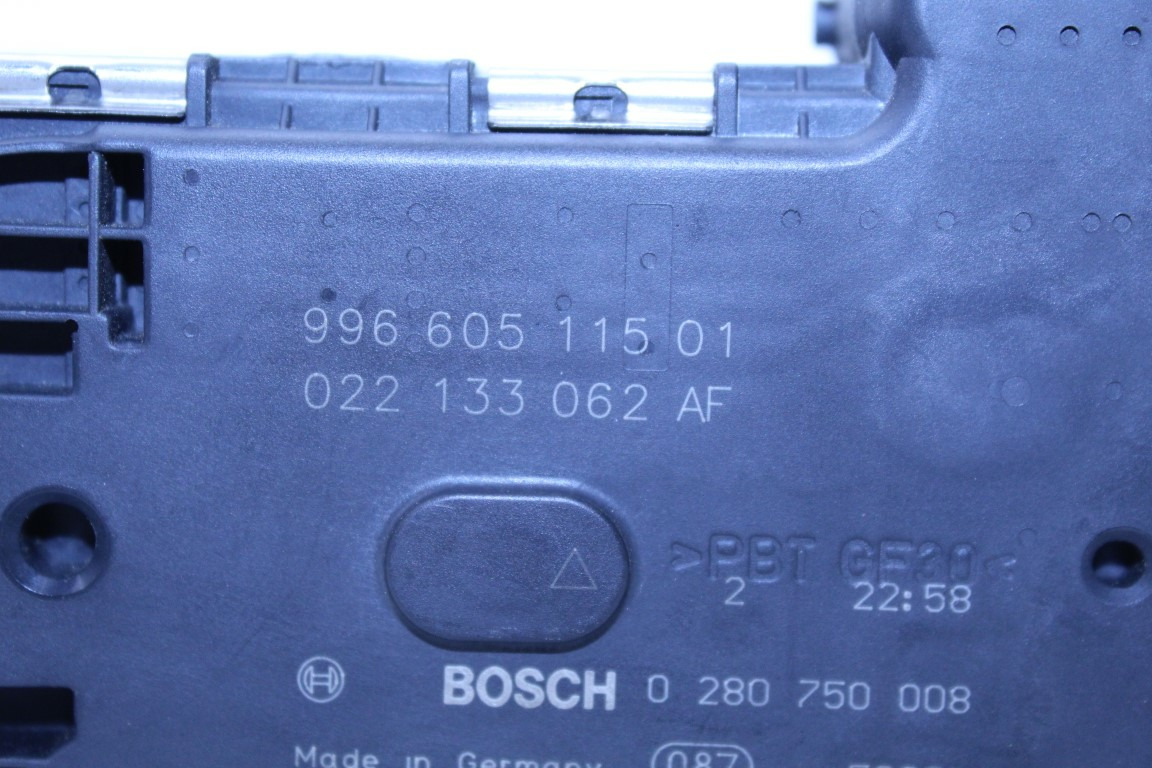 996 605 115 01
022 133 062 AF
>PBT GF30<
2 22:58
BOSCH 0 280 750 008
Made in Germany 087